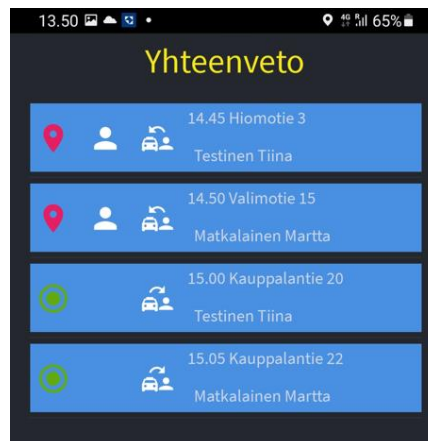 13.50 4G R 65%
Yhteenveto
14.45 Hiomotie 3
Testinen Tiina
14.50 Valimotie 15
Matkalainen Martta
15.00 Kauppalantie 20
Testinen Tiina
15.05 Kauppalantie 22
Matkalainen Martta